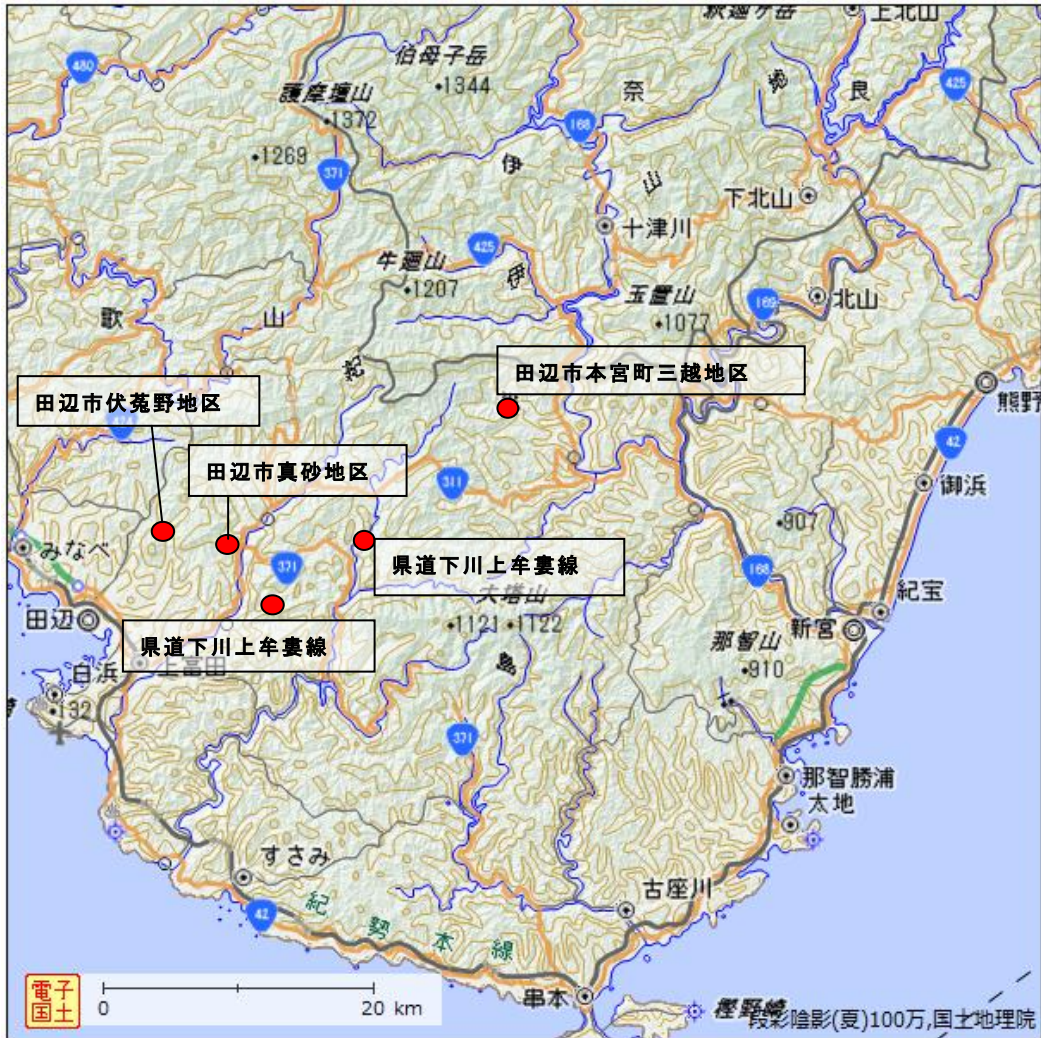 釈迦ヶ岳
上北山
480
伯母子岳
•1344
護摩壇山
•1372
奈
良
425
168
•1269
伊
山
地
371
下北山
十津川
牛廻山
•1207
425
伊
玉置山
•1077
169
北山
歌
山
紀
田辺市本宮町三越地区
田辺市伏菟野地区
熊野
42
田辺市真砂地区
311
御浜
みなべ
•907
371
県道下川上牟婁線
168
大塔山
•1121
•1122
紀宝
田辺
新宮
県道下川上牟婁線
那智山
•910
上富田
白浜
•132
島
371
那智勝浦
太地
すさみ
古座川
42
紀勢本線
電子
国土
0
20 km
串本
樫野崎
段彩陰影(夏)100万,国土地理院